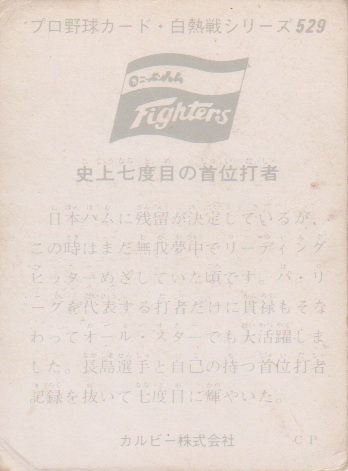 プロ野球カード・白熱戦シリーズ 529
Fighters
史上七度目の首位打者
日本ハムに残留が決定しているが、
この時はまだ無我夢中でリーディング
ヒッターめざしていた頃です。パ・リ
ーグを代表する打者だけに貫禄もそな
わってオール・スターでも大活躍しま
した。長島選手と自己の持つ首位打者
記録を抜いて七度目に輝やいた。
カルビー株式会社 CP